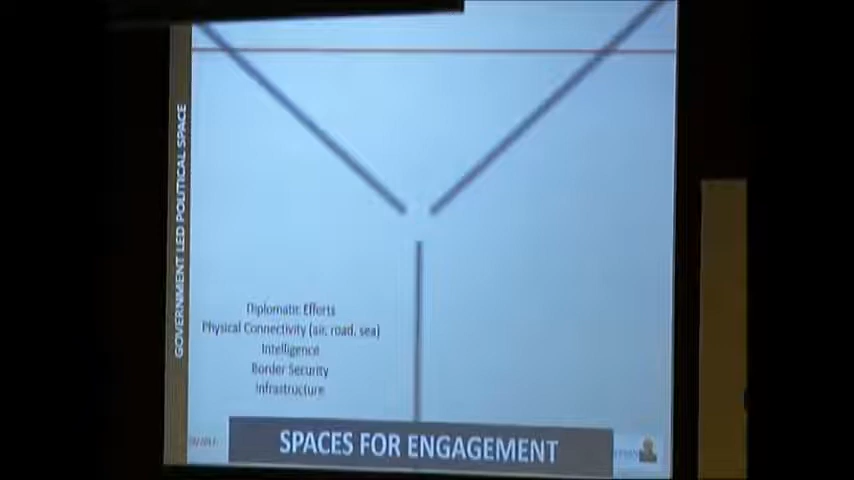 GOVERNMENT LED POLITICAL SPACE
Diplomatic Efforts
Physical Connectivity (air, road, sea)
Intelligence
Border Security
Infrastructure
SPACES FOR ENGAGEMENT